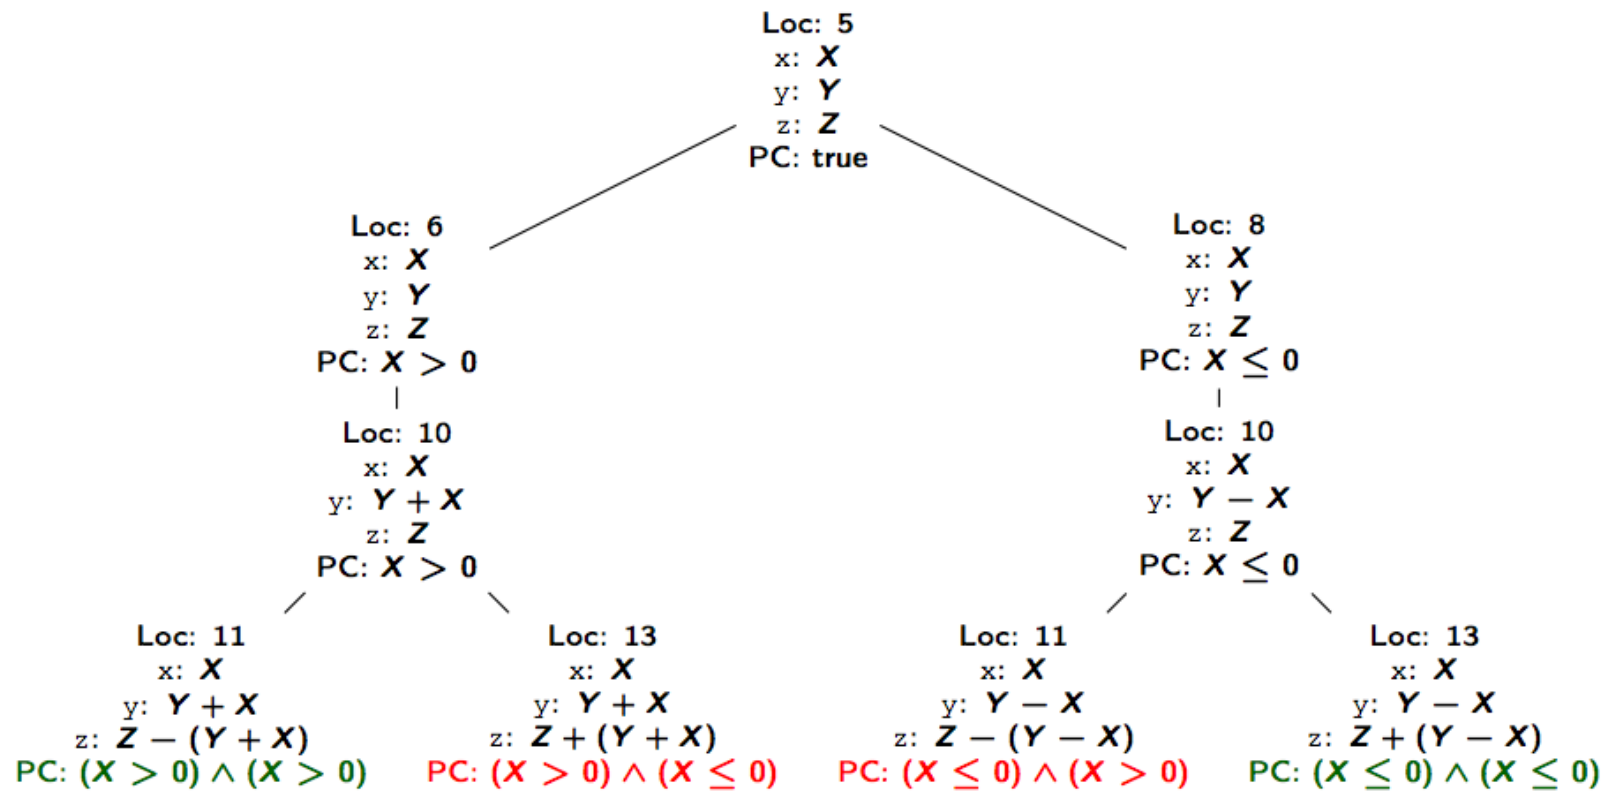 Loc: 5
x: X
y: Y
z: Z
PC: true
Loc: 6
x: X
y: Y
z: Z
PC: X > 0
Loc: 8
x: X
y: Y
z: Z
PC: X ≤ 0
Loc: 10
x: X
y: Y + X
z: Z
PC: X > 0
Loc: 10
x: X
y: Y − X
z: Z
PC: X ≤ 0
Loc: 11
x: X
y: Y + X
z: Z − (Y + X)
PC: (X > 0) ∧ (X > 0)
Loc: 13
x: X
y: Y + X
z: Z + (Y + X)
PC: (X > 0) ∧ (X ≤ 0)
Loc: 11
x: X
y: Y − X
z: Z − (Y − X)
PC: (X ≤ 0) ∧ (X > 0)
Loc: 13
x: X
y: Y − X
z: Z + (Y − X)
PC: (X ≤ 0) ∧ (X ≤ 0)